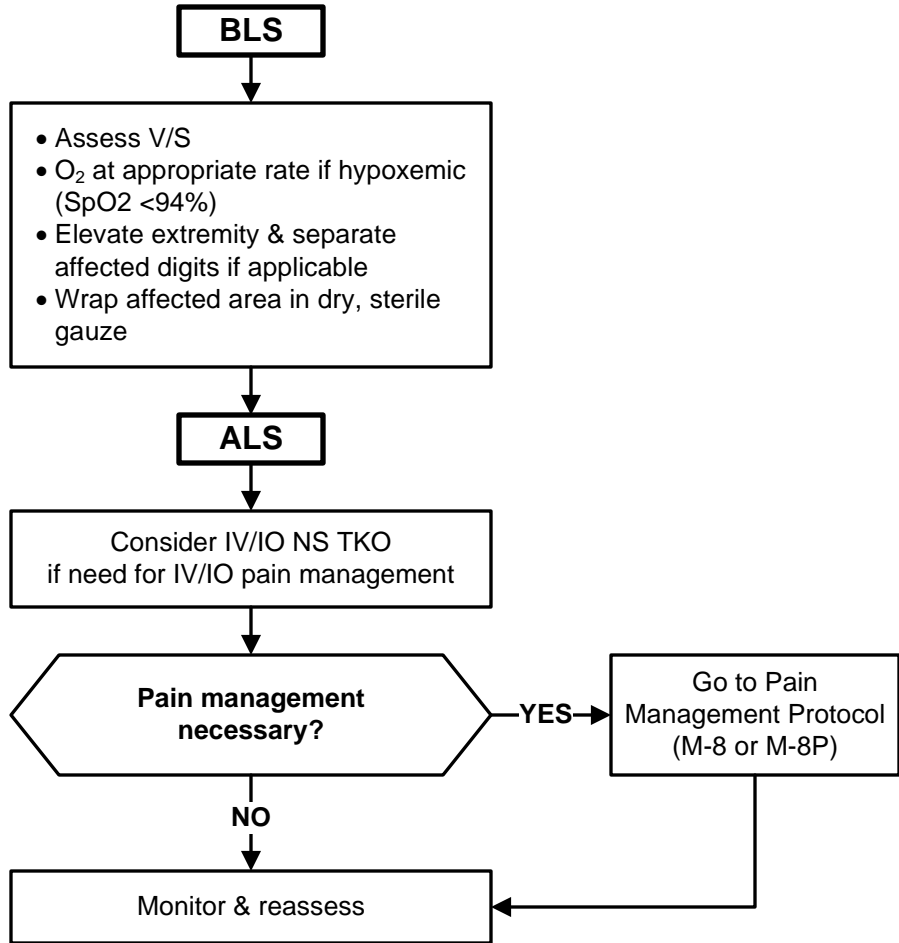 BLS
• Assess V/S
• O₂ at appropriate rate if hypoxemic
(SpO2 <94%)
• Elevate extremity & separate
affected digits if applicable
• Wrap affected area in dry, sterile
gauze
ALS
Consider IV/IO NS TKO
if need for IV/IO pain management
Pain management
necessary?
YES
Go to Pain
Management Protocol
(M-8 or M-8P)
NO
Monitor & reassess